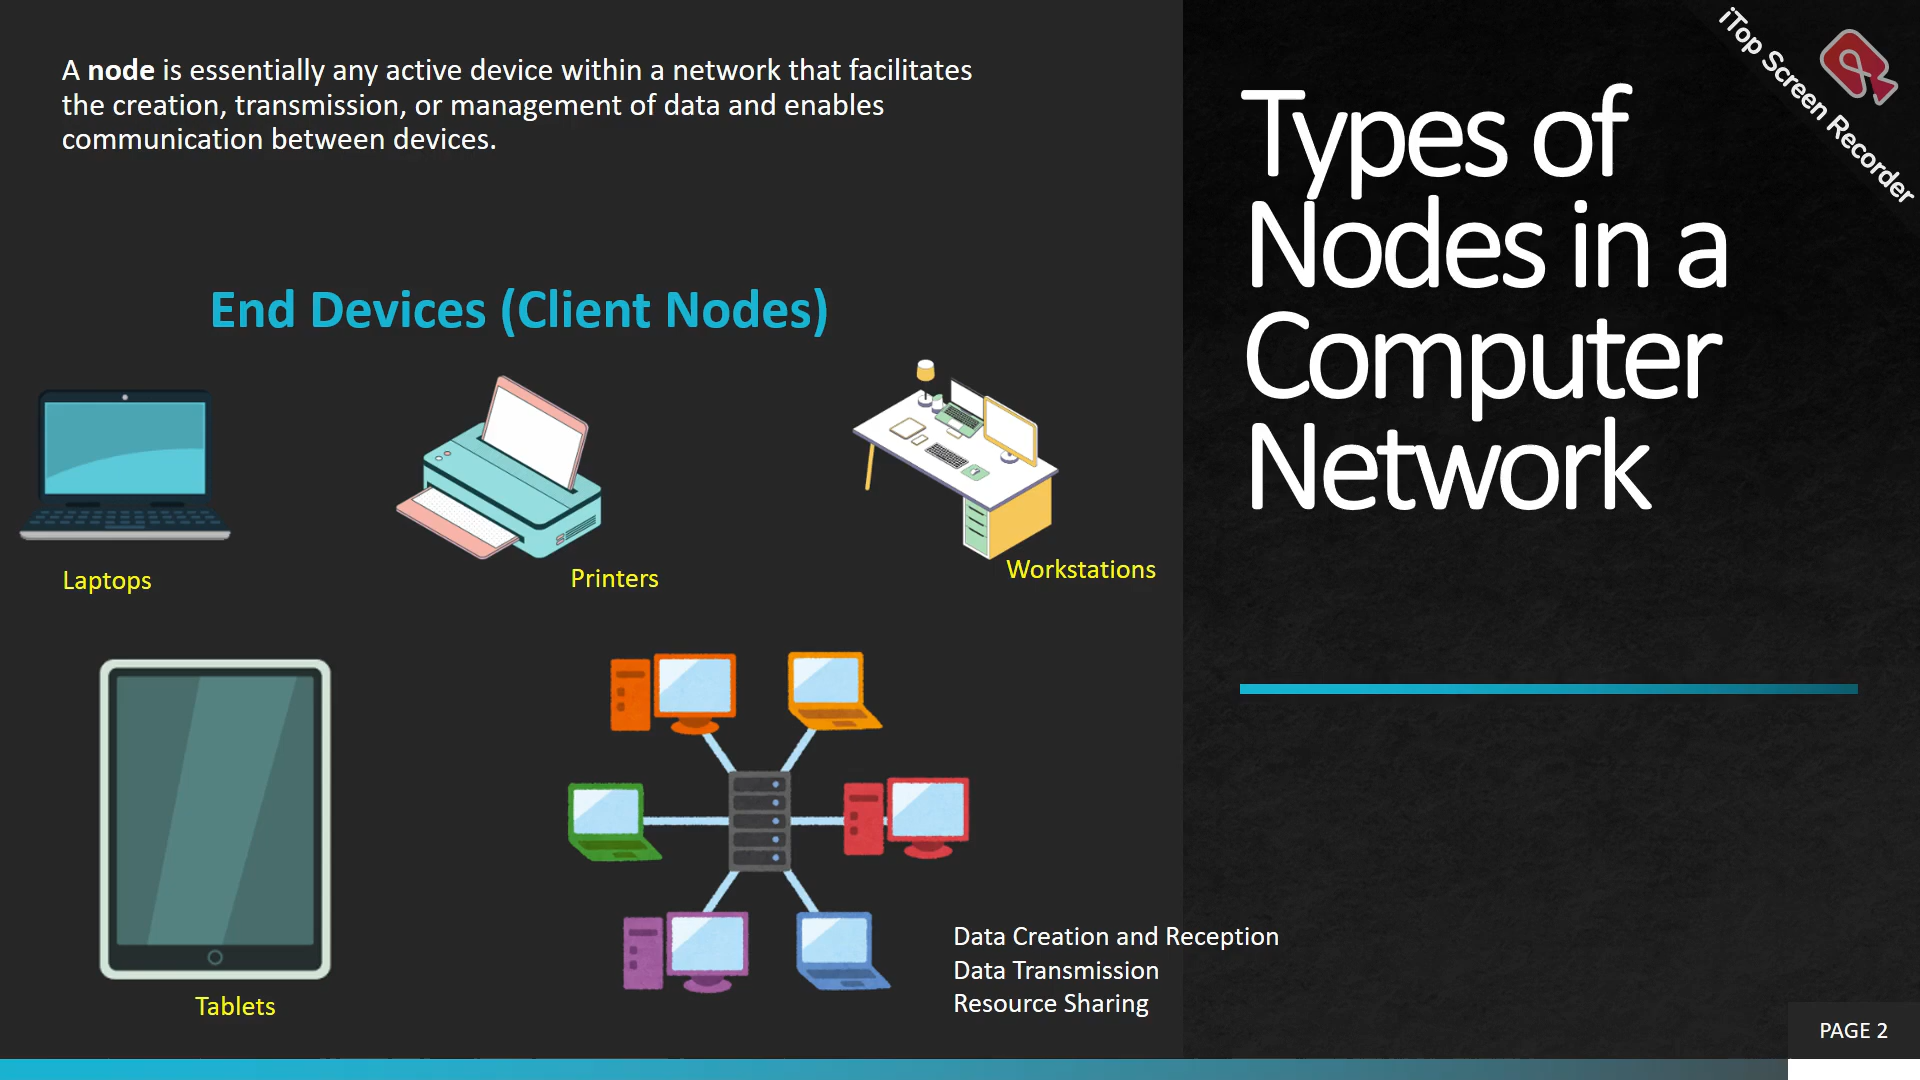 A node is essentially any active device within a network that facilitates
the creation, transmission, or management of data and enables
communication between devices.
End Devices (Client Nodes)
Laptops
Printers
Workstations
Tablets
Data Creation and Reception
Data Transmission
Resource Sharing
Types of
Nodes in a
Computer
Network
iTop Screen Recorder
PAGE 2